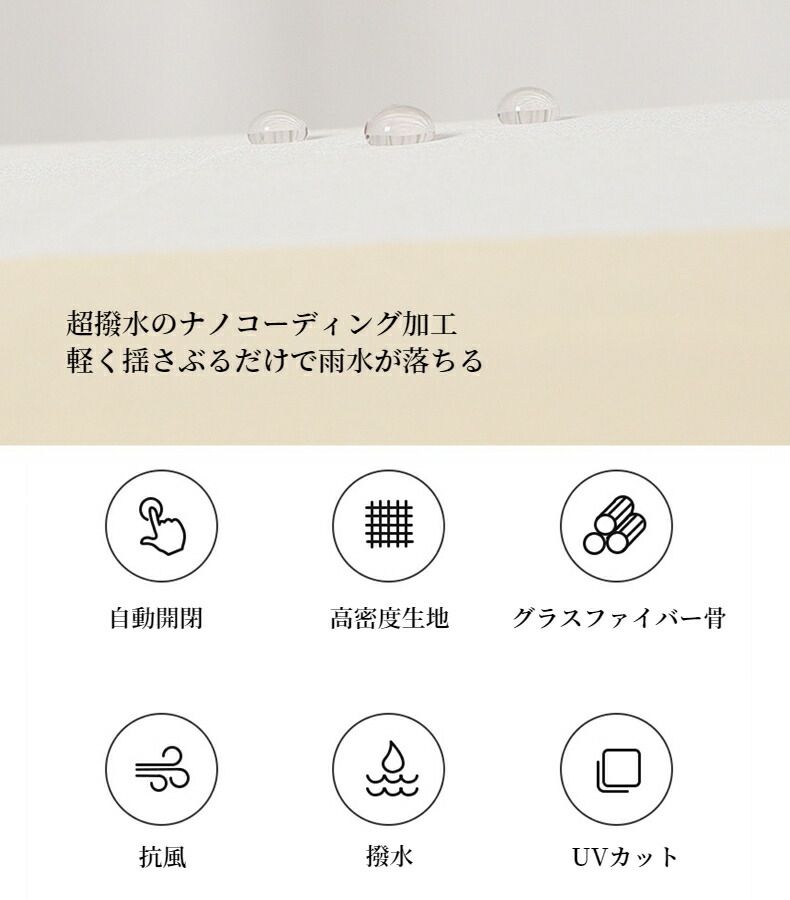 超撥水のナノコーディング加工
軽く揺さぶるだけで雨水が落ちる
自動開閉
高密度生地
グラスファイバー骨
抗風
撥水
UVカット